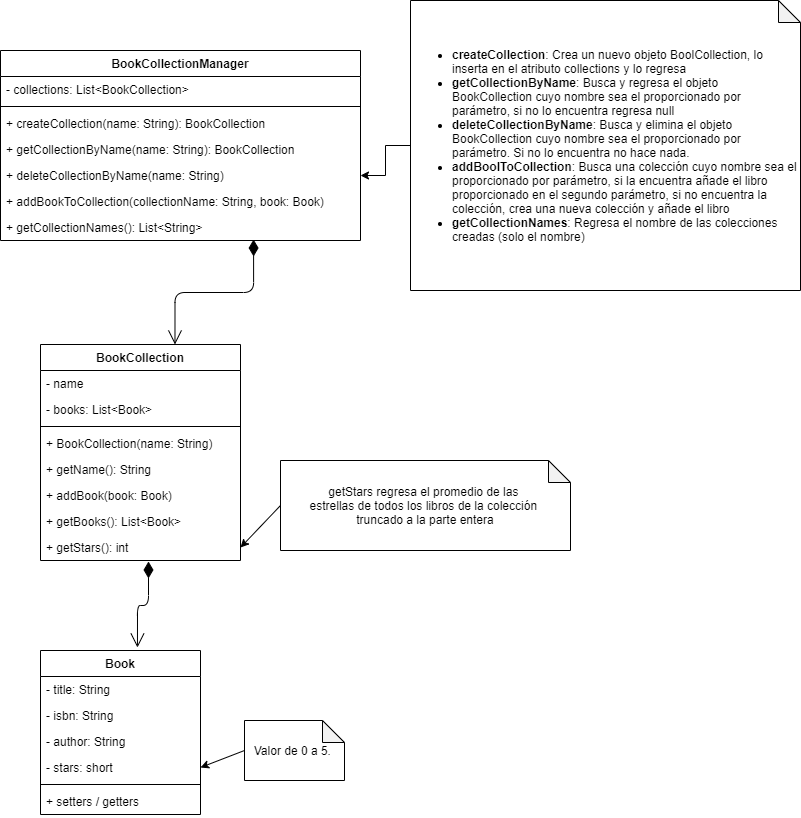 BookCollectionManager
- collections: List<BookCollection>
+ createCollection(name: String): BookCollection
+ getCollectionByName(name: String): BookCollection
+ deleteCollectionByName(name: String)
+ addBookToCollection(collectionName: String, book: Book)
+ getCollectionNames(): List<String>
• createCollection: Crea un nuevo objeto BoolCollection, lo
inserta en el atributo collections y lo regresa
• getCollectionByName: Busca y regresa el objeto
BookCollection cuyo nombre sea el proporcionado por
parámetro, si no lo encuentra regresa null
• deleteCollectionByName: Busca y elimina el objeto
BookCollection cuyo nombre sea el proporcionado por
parámetro. Si no lo encuentra no hace nada.
• addBoolToCollection: Busca una colección cuyo nombre sea el
proporcionado por parámetro, si la encuentra añade el libro
proporcionado en el segundo parámetro, si no encuentra la
colección, crea una nueva colección y añade el libro
• getCollectionNames: Regresa el nombre de las colecciones
creadas (solo el nombre)
BookCollection
- name
- books: List<Book>
+ BookCollection(name: String)
+ getName(): String
+ addBook(book: Book)
+ getBooks(): List<Book>
+ getStars(): int
getStars regresa el promedio de las
estrellas de todos los libros de la colección
truncado a la parte entera
Book
- title: String
- isbn: String
- author: String
- stars: short
+ setters / getters
Valor de 0 a 5.